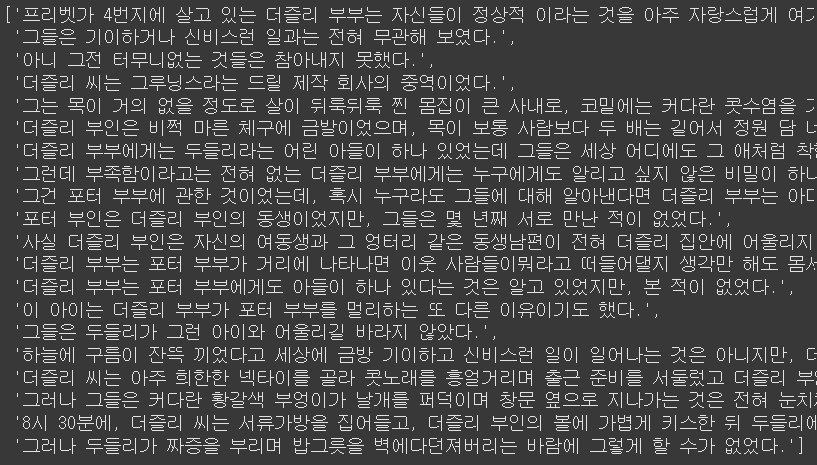 ['프리벳가 4번지에 살고 있는 더즐리 부부는 자신들이 정상적 이라는 것을 아주 자랑스럽게 여기
'그들은 기이하거나 신비스런 일과는 전혀 무관해 보였다.',
'아니 그전 터무니없는 것들은 참아내지 못했다.',
'더즐리 씨는 그루닝스라는 드릴 제작 회사의 중역이었다.',
'그는 목이 거의 없을 정도로 살이 뒤룩뒤룩 찐 몸집이 큰 사내로, 코밑에는 커다란 콧수염을
'더즐리 부인은 비쩍 마른 체구에 금발이었으며, 목이 보통 사람보다 두 배는 길어서 정원 담
'더즐리 부부에게는 두들리라는 어린 아들이 하나 있었는데 그들은 세상 어디에도 그 애처럼
'그런데 부족함이라고는 전혀 없는 더즐리 부부에게는 누구에게도 알리고 싶지 않은 비밀이
'그건 포터 부부에 관한 것이었는데, 혹시 누구라도 그들에 대해 알아낸다면 더즐리 부부는
'포터 부인은 더즐리 부인의 동생이었지만, 그들은 몇 년째 서로 만난 적이 없었다.',
'사실 더즐리 부인은 자신의 여동생과 그 엉터리 같은 동생남편이 전혀 더즐리 집안에 어울리지
'더즐리 부부는 포터 부부가 거리에 나타나면 이웃 사람들이뭐라고 떠들어댈지 생각만 해도
'더즐리 부부는 포터 부부에게도 아들이 하나 있다는 것은 알고 있었지만, 본 적이 없었다.',
'이 아이는 더즐리 부부가 포터 부부를 멀리하는 또 다른 이유이기도 했다.',
'그들은 두들리가 그런 아이와 어울리길 바라지 않았다.',
'하늘에 구름이 잔뜩 끼었다고 세상에 금방 기이하고 신비스런 일이 일어나는 것은 아니지만,
'더즐리 씨는 아주 희한한 넥타이를 골라 콧노래를 흥얼거리며 출근 준비를 서둘렀고 더즐리
'그러나 그들은 커다란 황갈색 부엉이가 날개를 퍼덕이며 창문 옆으로 지나가는 것은 전혀
'8시 30분에, 더즐리 씨는 서류가방을 집어들고, 더즐리 부인의 볼에 가볍게 키스한 뒤
'그러나 두들리가 짜증을 부리며 밥그릇을 벽에다던져버리는 바람에 그렇게 할 수가 없었다.']